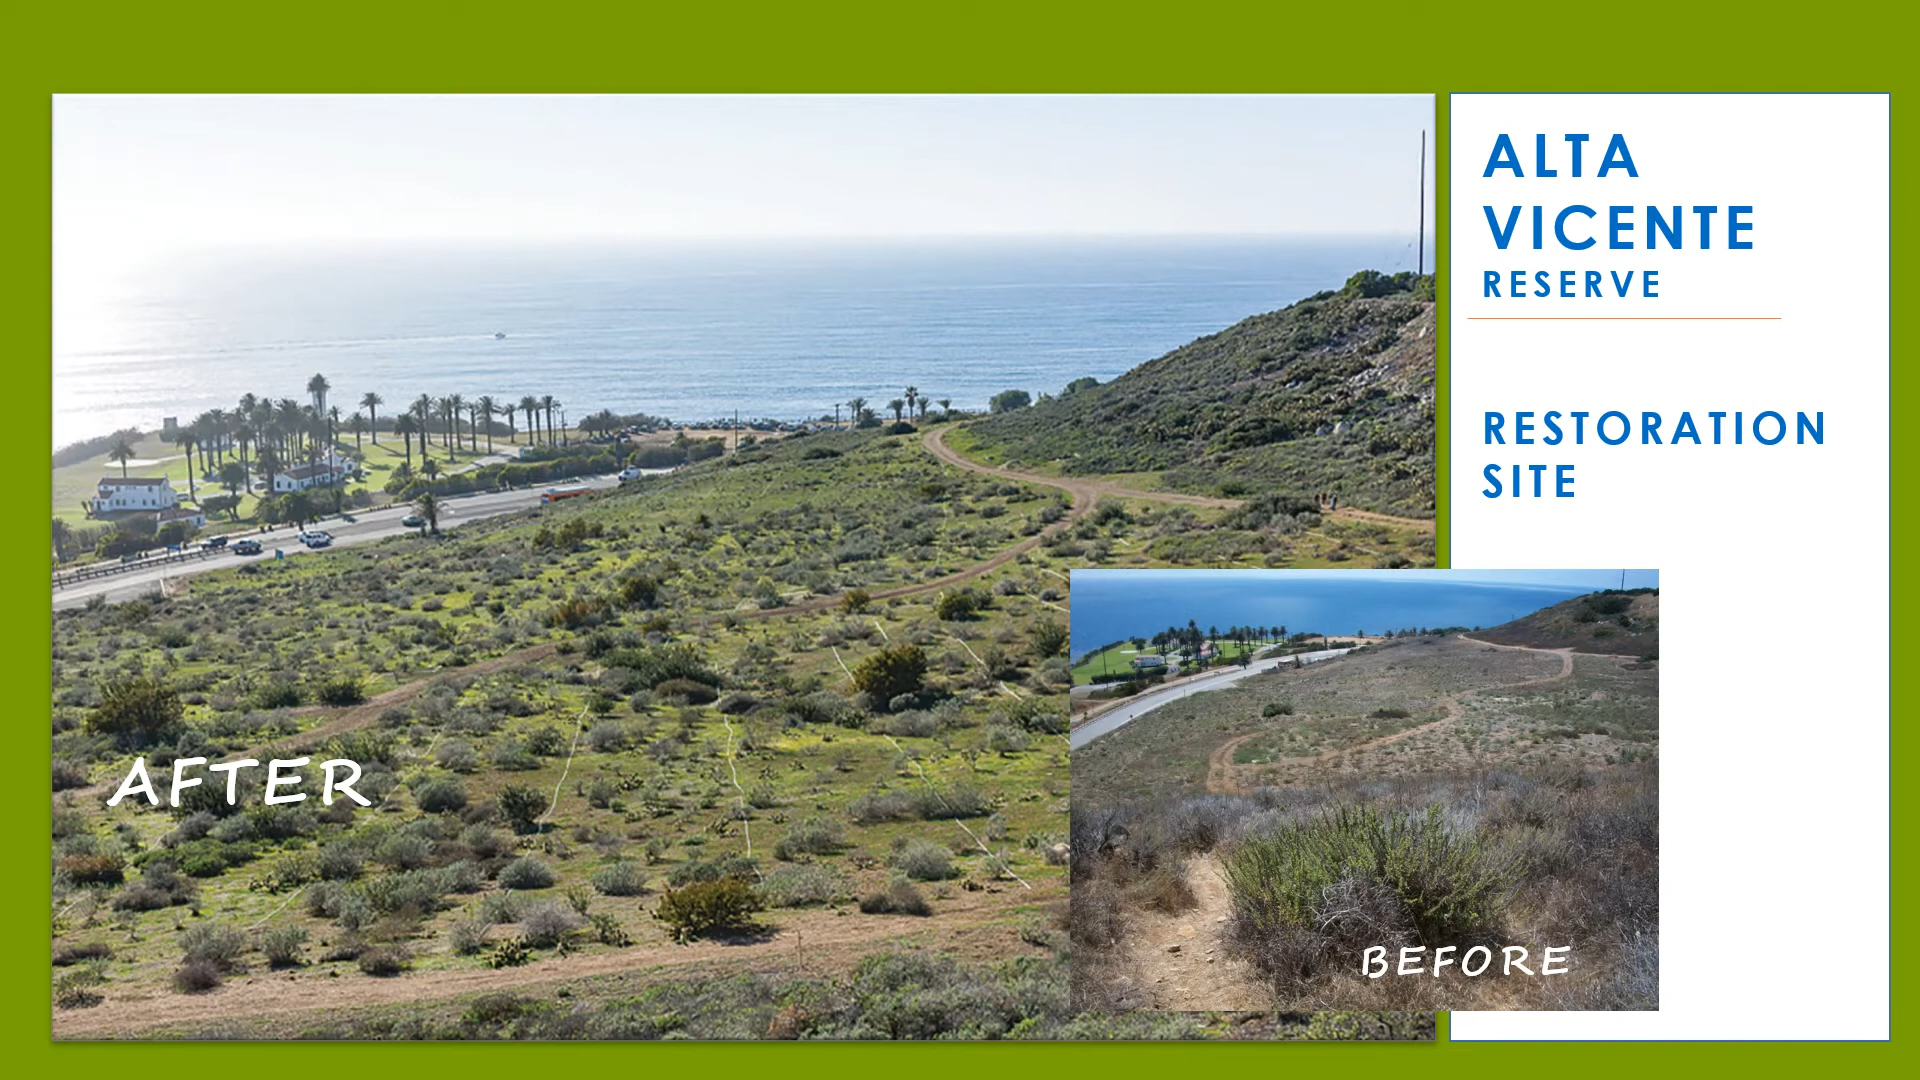 ALTA
VICENTE
RESERVE
RESTORATION
SITE
AFTER
BEFORE